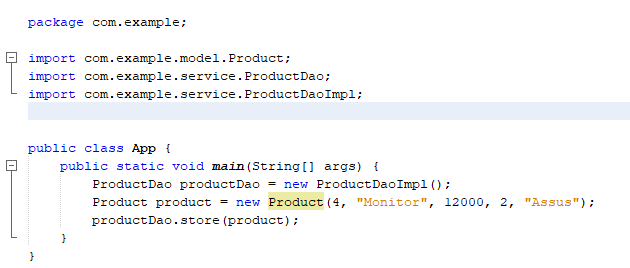 package com.example;
import com.example.model.Product;
import com.example.service.ProductDao;
import com.example.service.ProductDaoImpl;
public class App {
public static void main(String[] args) {
ProductDao productDao = new ProductDaoImpl();
Product product = new Product(4, "Monitor", 12000, 2, "Assus");
productDao.store(product);
}
}